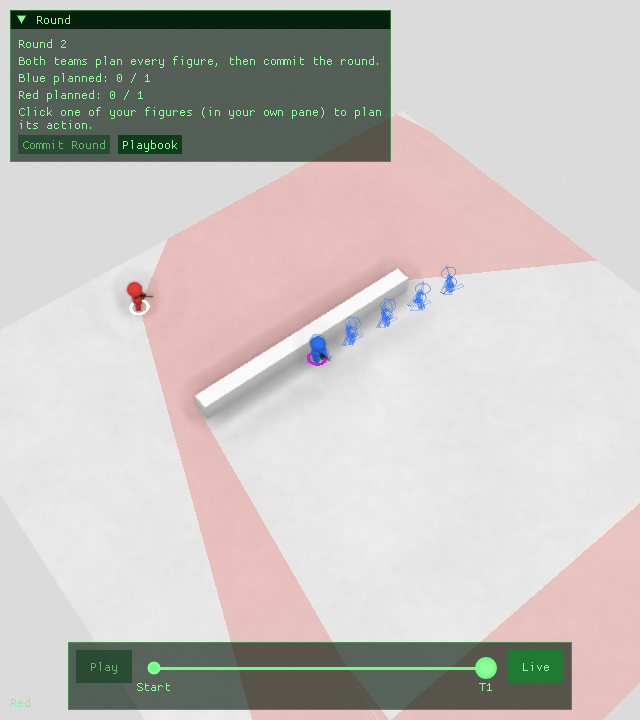 Round
Round 2
Both teams plan every figure, then commit the round.
Blue planned: 0 / 1
Red planned: 0 / 1
Click one of your figures (in your own pane) to plan
its action.
Commit Round Playbook
Play Live
Start T1
Red